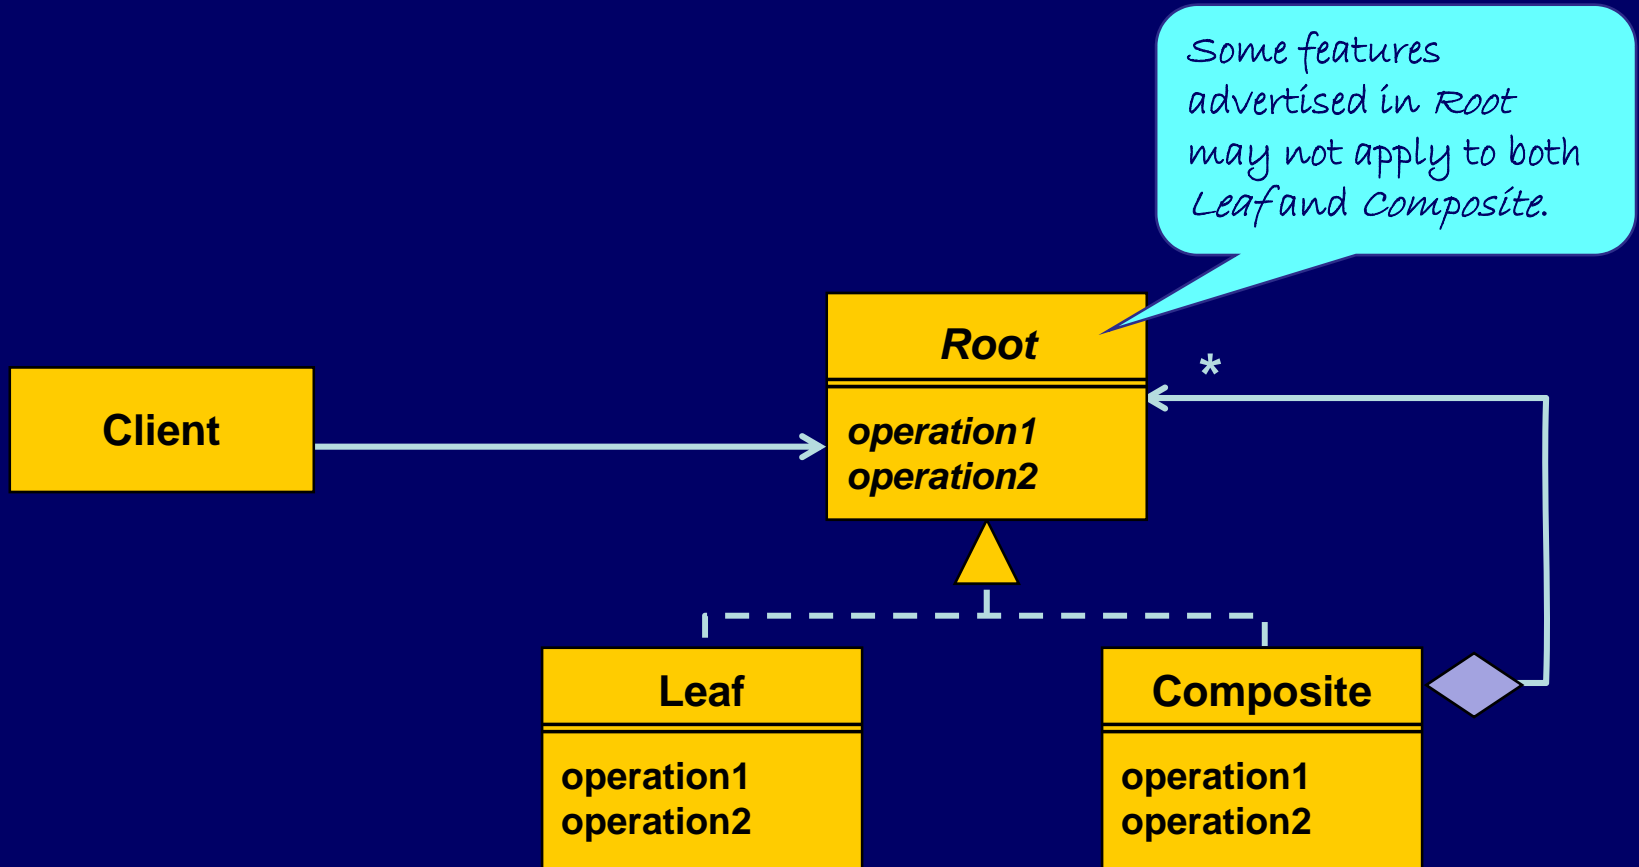 Some features
advertised in Root
may not apply to both
Leaf and Composite.
Root
*
Client
operation1
operation2
Leaf
Composite
operation1
operation2
operation1
operation2